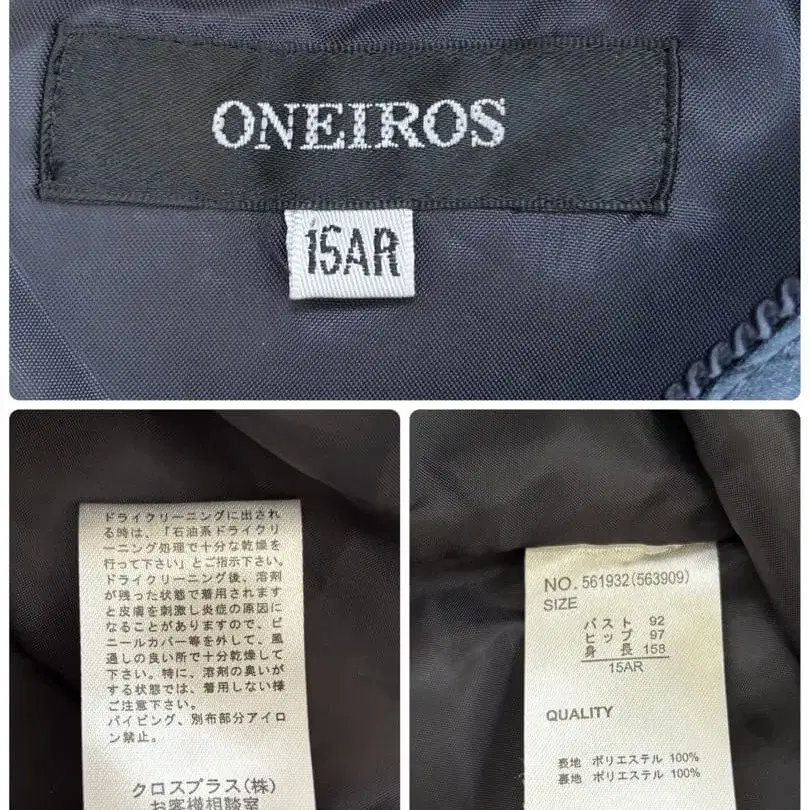 ONEIROS
15AR
ドライクリーニングに出され
る時は、「石油系ドライクリ
ーニング処理で十分な乾燥を
行って下さい」とご指示下さい。
ドライクリーニング後、溶剤
が残った状態で着用されます
と皮膚を刺激し炎症の原因に
なることがありますので、ビ
ニールカバー等を外して、風
通しの良い所で十分乾燥して
下さい。特に、溶剤の臭いが
する状態では、着用しない様
ご注意下さい。
パイピング、別布部分アイロ
ン禁止。
クロスプラス(株)
お客様相談室
NO. 561932(563909)
SIZE
バスト 92
ヒップ 97
身 長 158
15AR
QUALITY
表地 ポリエステル 100%
裏地 ポリエステル 100%